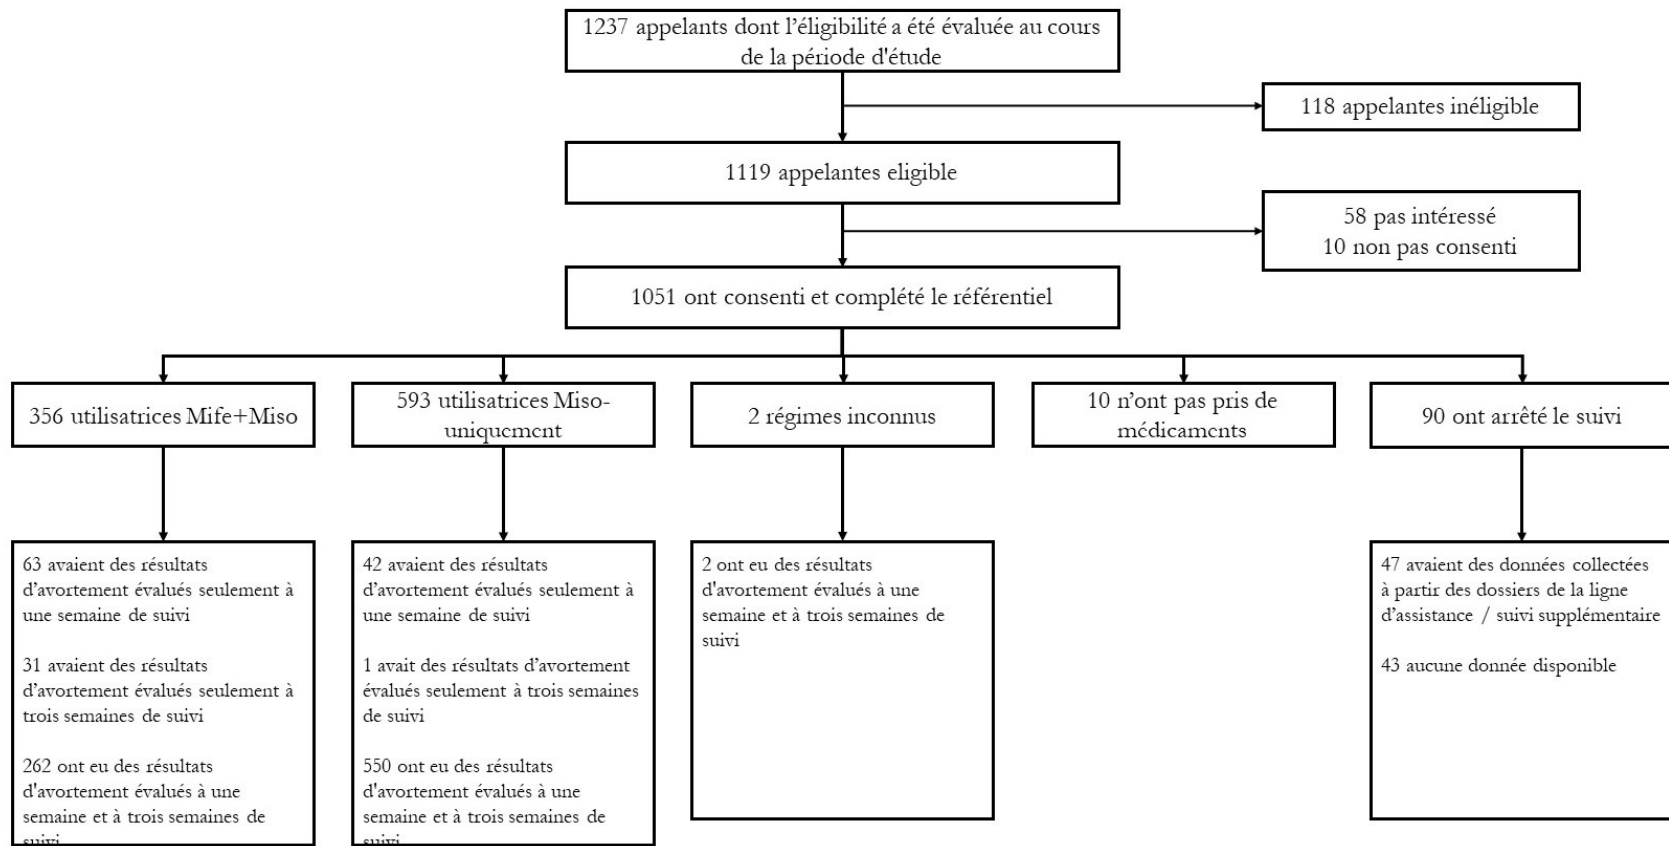 1237 appelants dont l’éligibilité a été évaluée au cours
de la période d'étude
118 appelantes inéligible
1119 appelantes eligible
58 pas intéressé
10 non pas consenti
1051 ont consenti et complété le référentiel
356 utilisatrices Mife+Miso
593 utilisatrices Miso-
uniquement
2 régimes inconnus
10 n’ont pas pris de
médicaments
90 ont arrêté le suivi
63 avaient des résultats
d’avortement évalués seulement à
une semaine de suivi
31 avaient des résultats
d’avortement évalués seulement à
trois semaines de suivi
262 ont eu des résultats
d'avortement évalués à une
semaine et à trois semaines de
suivi
42 avaient des résultats
d’avortement évalués seulement à
une semaine de suivi
1 avait des résultats d’avortement
évalués seulement à trois semaines
de suivi
550 ont eu des résultats
d'avortement évalués à une
semaine et à trois semaines de
suivi
2 ont eu des résultats
d'avortement évalués à une
semaine et à trois semaines de
suivi
47 avaient des données collectées
à partir des dossiers de la ligne
d’assistance / suivi supplémentaire
43 aucune donnée disponible